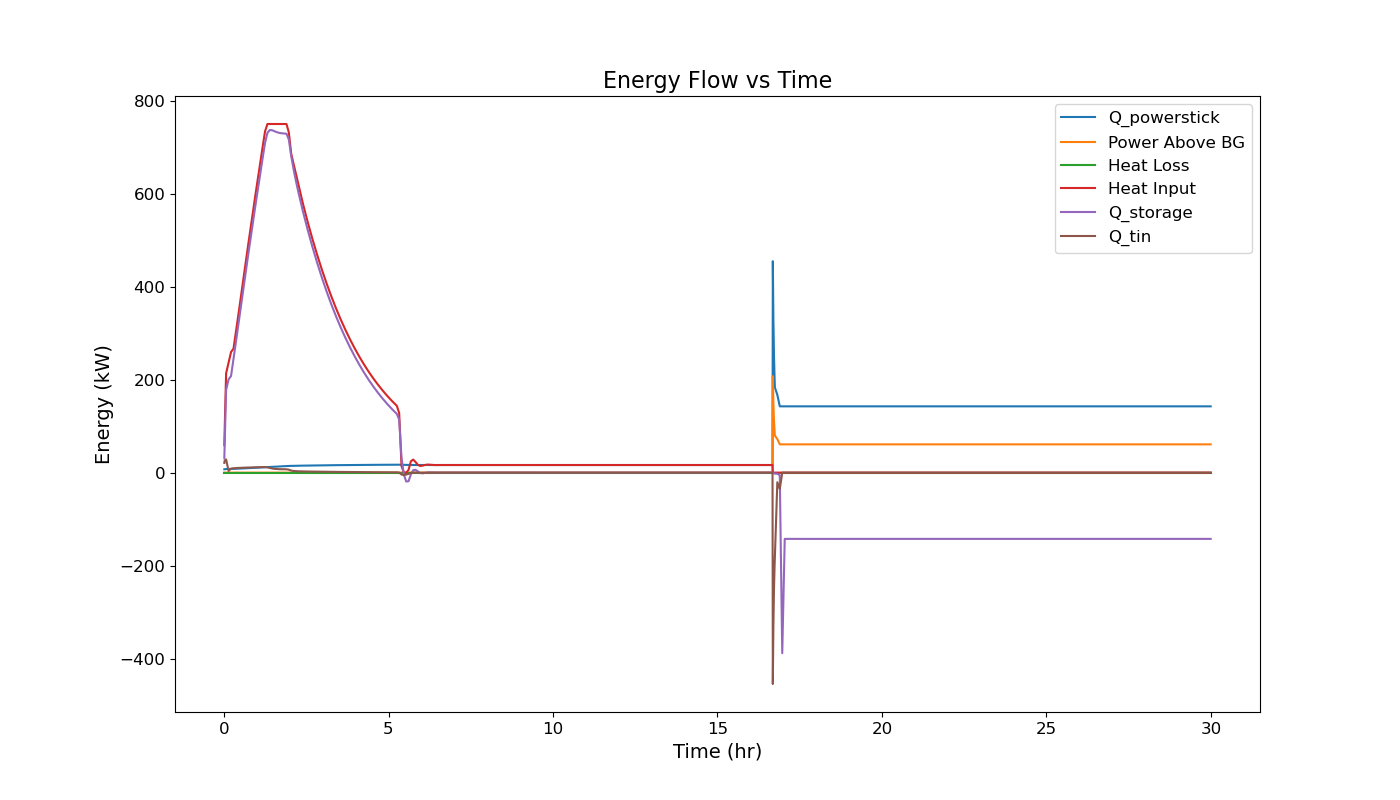 Energy Flow vs Time
Energy (kW)
800
600
400
200
0
−200
−400
Q_powerstick
Power Above BG
Heat Loss
Heat Input
Q_storage
Q_tin
0 5 10 15 20 25 30
Time (hr)